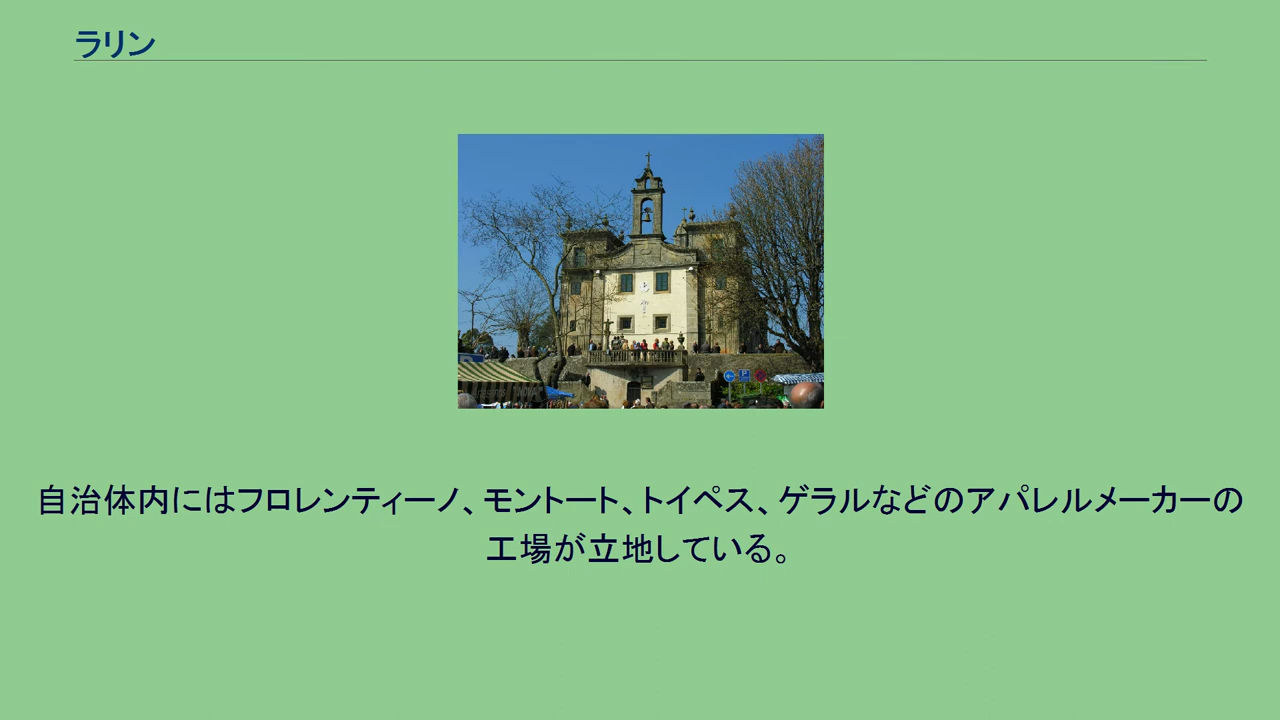 ラリン
自治体内にはフロレンティーノ、モントート、トイペス、ゲラルなどのアパレルメーカーの
工場が立地している。